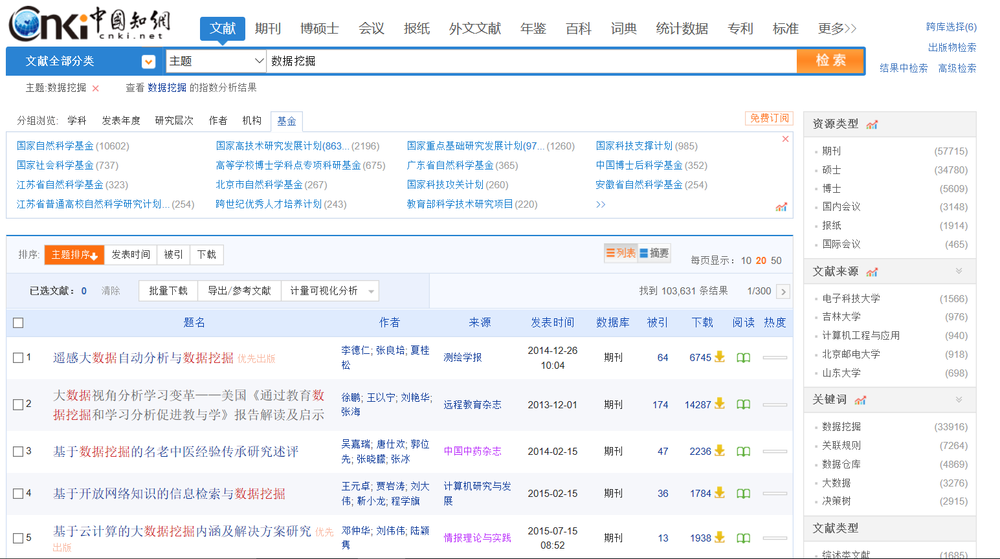 cnki 中國知網
cnki.net
文献 期刊 博硕士 会议 报纸 外文文献 年鉴 百科 词典 统计数据 专利 标准 更多>>
跨库选择(6)
出版物检索
结果中检索 高级检索
文献全部分类 主题 数据挖掘 检索
主题:数据挖掘 × 查看 数据挖掘 的指数分析结果
分组浏览: 学科 发表年度 研究层次 作者 机构 基金 免费订阅
国家自然科学基金(10602) 国家高技术研究发展计划(863...(2196) 国家重点基础研究发展计划(97...(1260) 国家科技支撑计划(985)
国家社会科学基金(737) 高等学校博士学科点专项科研基金(675) 广东省自然科学基金(365) 中国博士后科学基金(352)
江苏省自然科学基金(323) 北京市自然科学基金(267) 国家科技攻关计划(260) 安徽省自然科学基金(254)
江苏省普通高校自然科学研究计划...(254) 跨世纪优秀人才培养计划(243) 教育部科学技术研究项目(220) >>
排序: 主题排序 发表时间 被引 下载 列表 摘要 每页显示: 10 20 50
已选文献: 0 清除 批量下载 导出/参考文献 计量可视化分析 找到 103,631 条结果 1/300 >
题名 作者 来源 发表时间 数据库 被引 下载 阅读 热度
1 遥感大数据自动分析与数据挖掘 优先出版 李德仁; 张良培; 夏桂松 测绘学报 2014-12-26 10:04 期刊 64 6745
2 大数据视角分析学习变革——美国《通过教育数据挖掘和学习分析促进教与学》报告解读及启示 徐鹏; 王以宁; 刘艳华; 张海 远程教育杂志 2013-12-01 期刊 174 14287
3 基于数据挖掘的名老中医经验传承研究述评 吴嘉瑞; 唐仕欢; 郭位先; 张晓朦; 张冰 中国中药杂志 2014-02-15 期刊 47 2236
4 基于开放网络知识的信息检索与数据挖掘 王元卓; 贾岩涛; 刘大伟; 靳小龙; 程学旗 计算机研究与发展 2015-02-15 期刊 36 1784
5 基于云计算的大数据挖掘内涵及解决方案研究 优先出版 邓仲华; 刘伟伟; 陆颖隽 情报理论与实践 2015-07-15 08:52 期刊 13 1938
资源类型
期刊 (57715)
硕士 (34780)
博士 (5609)
国内会议 (3148)
报纸 (1914)
国际会议 (465)
文献来源
电子科技大学 (1566)
吉林大学 (976)
计算机工程与应用 (940)
北京邮电大学 (918)
山东大学 (698)
关键词
数据挖掘 (33916)
关联规则 (7264)
数据仓库 (4869)
大数据 (3276)
决策树 (2915)
文献类型
综述类文献 (1685)